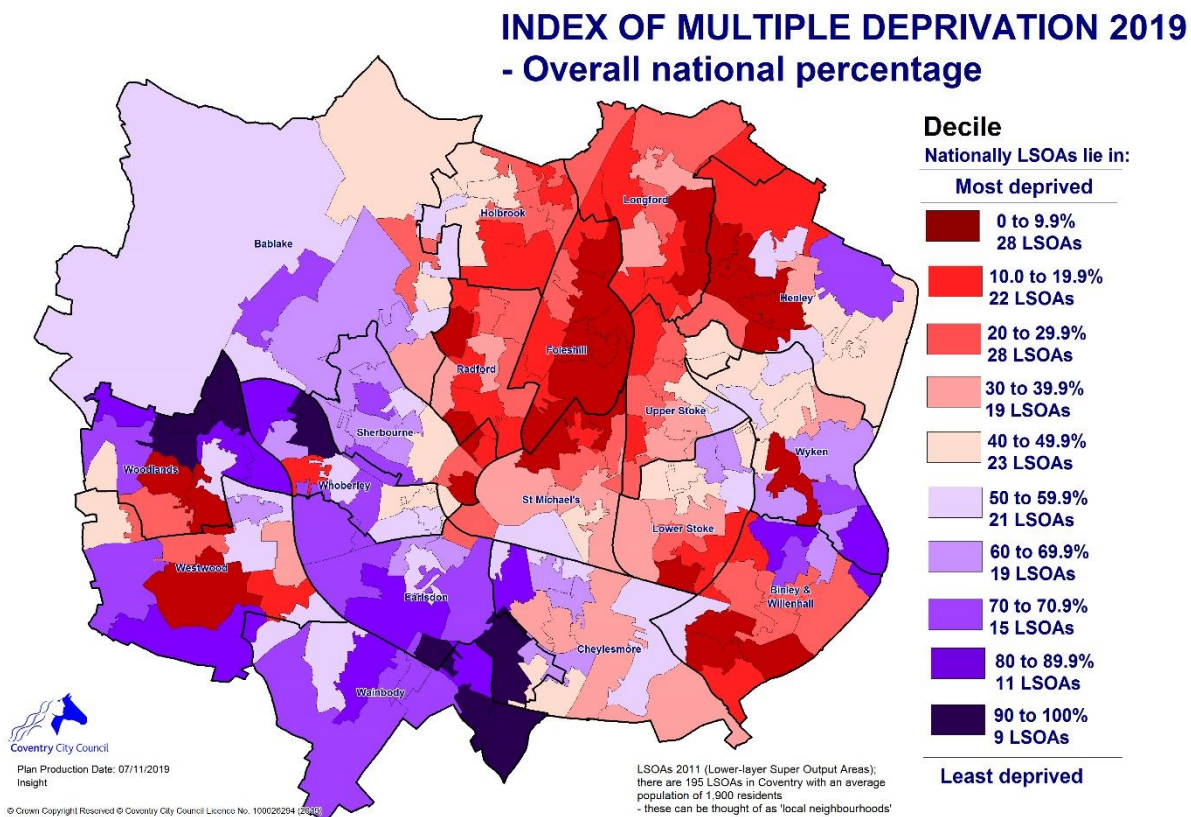 INDEX OF MULTIPLE DEPRIVATION 2019
- Overall national percentage
Decile
Nationally LSOAs lie in:
Most deprived
0 to 9.9%
28 LSOAs
10.0 to 19.9%
22 LSOAs
20 to 29.9%
28 LSOAs
30 to 39.9%
19 LSOAs
40 to 49.9%
23 LSOAs
50 to 59.9%
21 LSOAs
60 to 69.9%
19 LSOAs
70 to 70.9%
15 LSOAs
80 to 89.9%
11 LSOAs
90 to 100%
9 LSOAs
Least deprived
Holbrook
Longford
Bablake
Henley
Foleshill
Radford
Upper Stoke
Sherbourne
Wyken
Woodlands
Whoberley
St Michael's
Lower Stoke
Westwood
Earlsdon
Binley &
Willenhall
Cheylesmore
Wainbody
Coventry City Council
Plan Production Date: 07/11/2019
Insight
© Crown Copyright Reserved © Coventry City Council Licence No. 100026294 (2019)
LSOAs 2011 (Lower-layer Super Output Areas);
there are 195 LSOAs in Coventry with an average
population of 1,900 residents
- these can be thought of as 'local neighbourhoods'